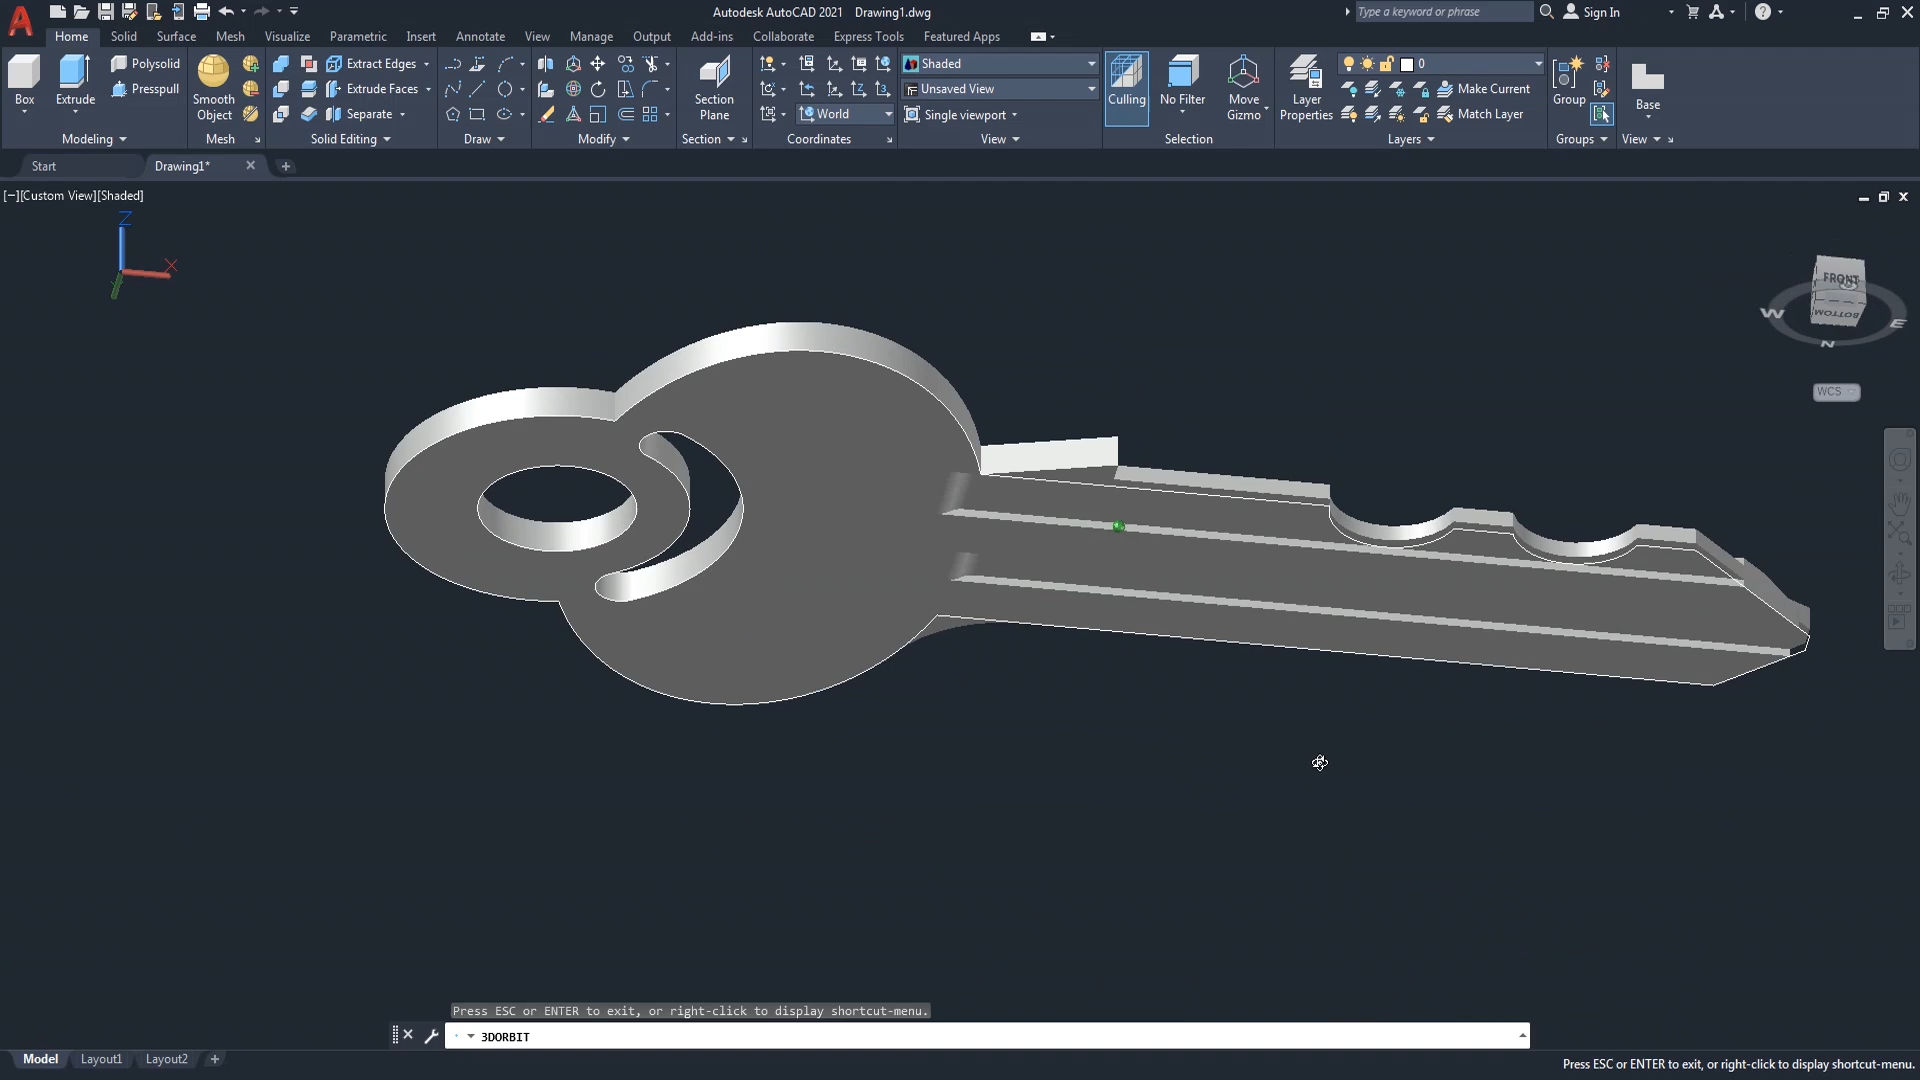 Autodesk AutoCAD 2021 Drawing1.dwg
Type a keyword or phrase
Sign In
Home Solid Surface Mesh Visualize Parametric Insert Annotate View Manage Output Add-ins Collaborate Express Tools Featured Apps
Box
Extrude
Polysolid
Presspull
Modeling
Smooth
Object
Mesh
Extract Edges
Extrude Faces
Separate
Solid Editing
Draw
Modify
Section
Plane
Section
World
Coordinates
Shaded
Unsaved View
Single viewport
View
Culling
No Filter
Move
Gizmo
Selection
Layer
Properties
0
Make Current
Match Layer
Layers
Group
Groups
Base
View
Start
Drawing1*
[−][Custom View][Shaded]
Z
X
FRONT
BOTTOM
W
E
N
WCS
Press ESC or ENTER to exit, or right-click to display shortcut-menu.
3DORBIT
Model Layout1 Layout2
Press ESC or ENTER to exit, or right-click to display shortcut-menu.